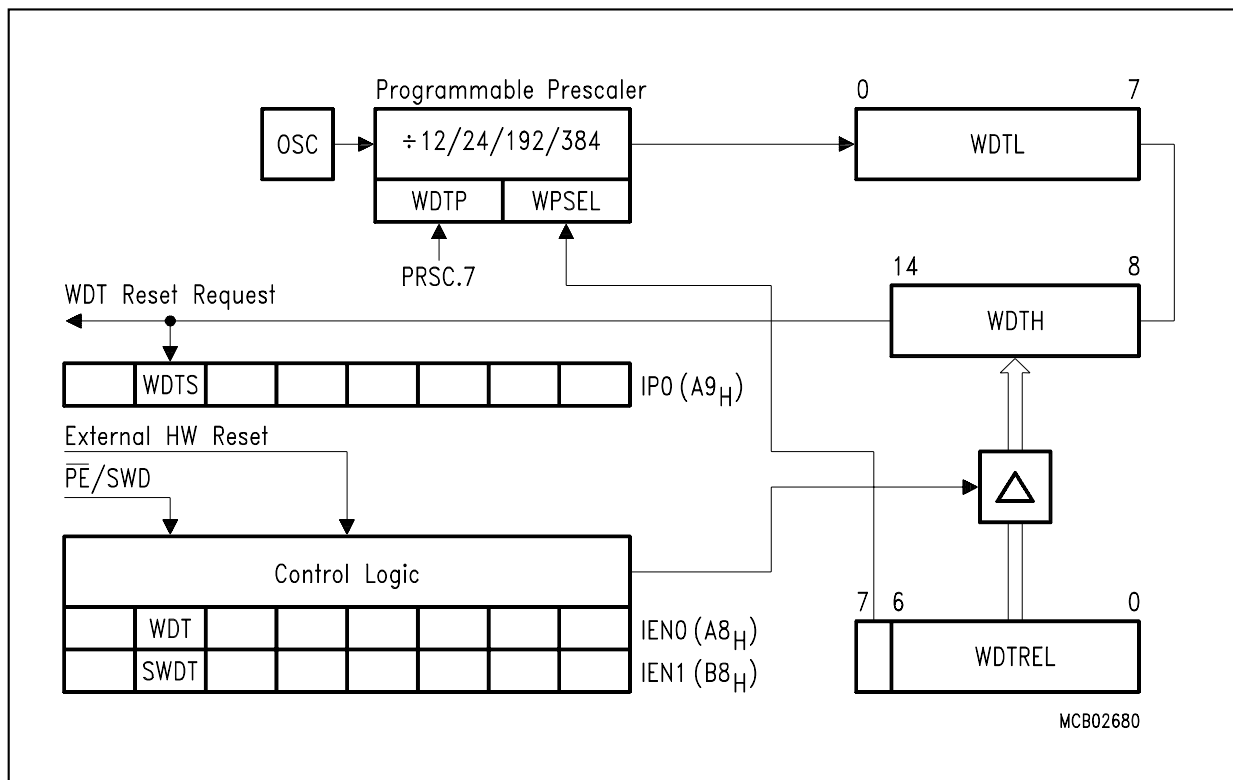 Programmable Prescaler
0 7
OSC
÷12/24/192/384
WDTL
WDTP WPSEL
PRSC.7
14 8
WDT Reset Request
WDTH
WDTS
IP0 (A9H)
External HW Reset
PE/SWD
Control Logic
7 6 0
WDT
IEN0 (A8H)
WDTREL
SWDT
IEN1 (B8H)
MCB02680